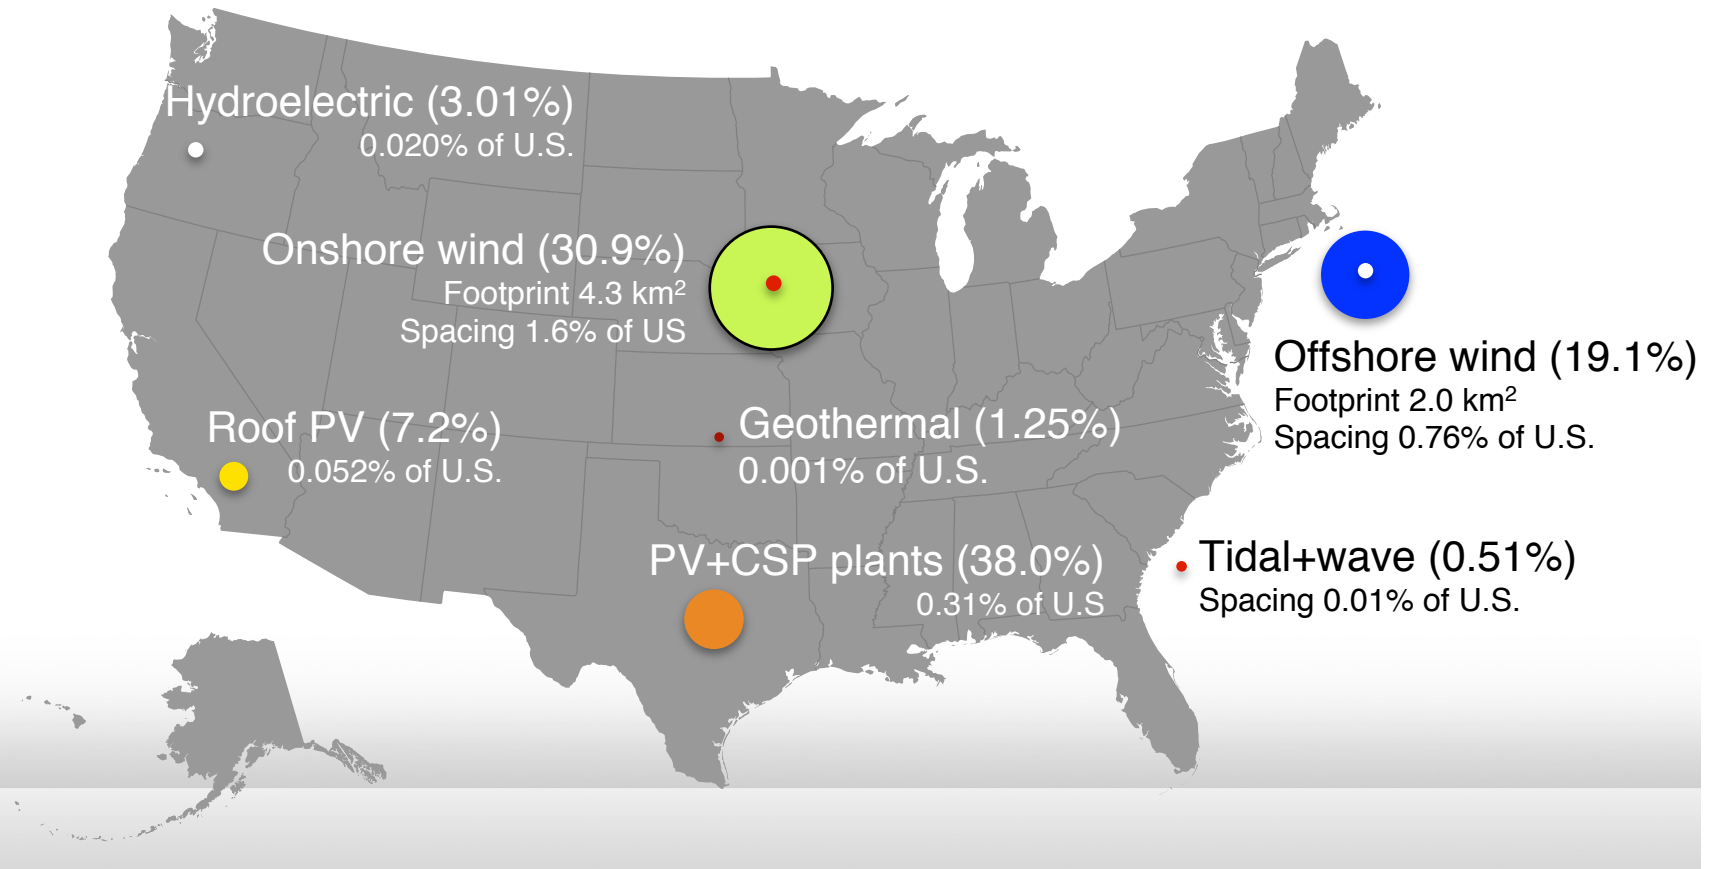 Hydroelectric (3.01%)
0.020% of U.S.
Onshore wind (30.9%)
Footprint 4.3 km²
Spacing 1.6% of US
Offshore wind (19.1%)
Footprint 2.0 km²
Spacing 0.76% of U.S.
Roof PV (7.2%)
0.052% of U.S.
Geothermal (1.25%)
0.001% of U.S.
PV+CSP plants (38.0%)
0.31% of U.S
Tidal+wave (0.51%)
Spacing 0.01% of U.S.